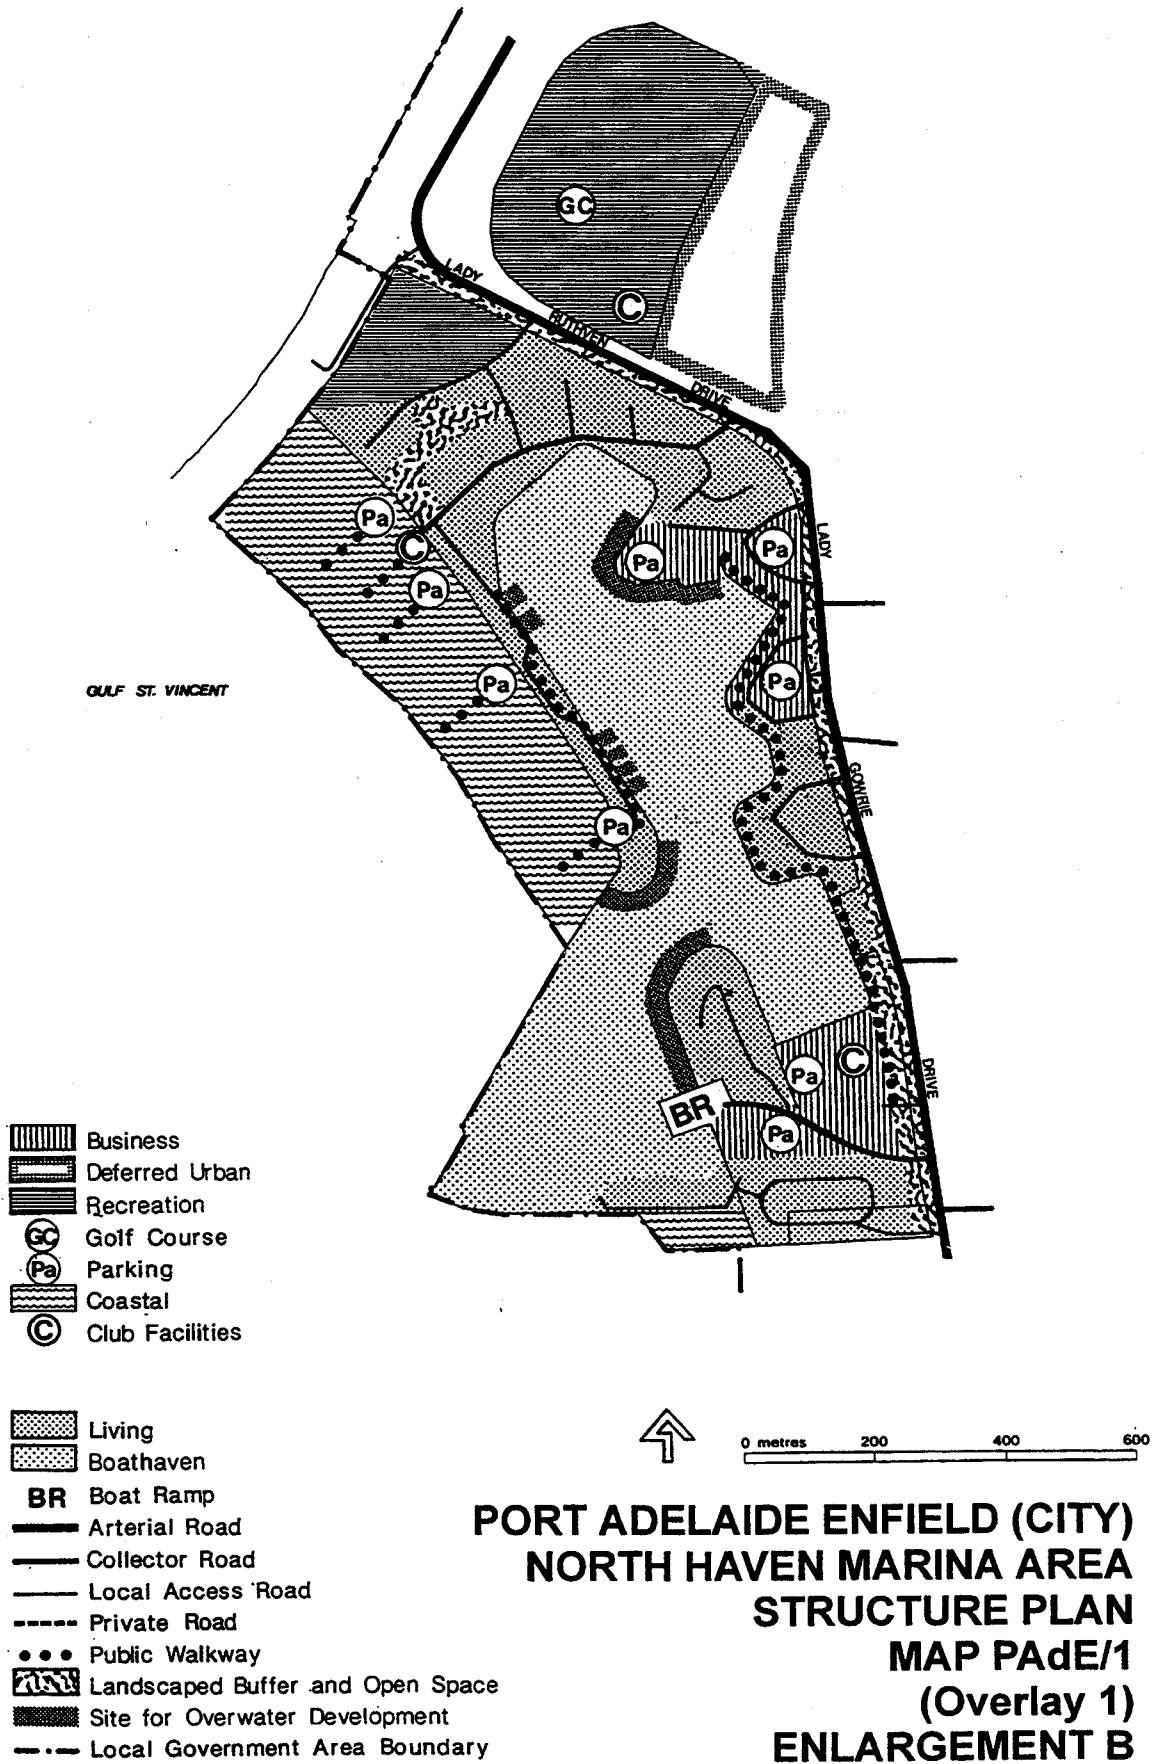 LADY
GC
C
RUTHVEN
DRIVE
Pa
C
Pa
Pa
Pa
LADY
Pa
Pa
GULF ST. VINCENT
GOWRIE
Pa
C
Pa
DRIVE
BR
Pa
Business
Deferred Urban
Recreation
GC Golf Course
Pa Parking
Coastal
C Club Facilities
Living
Boathaven
BR Boat Ramp
Arterial Road
Collector Road
Local Access Road
Private Road
Public Walkway
Landscaped Buffer and Open Space
Site for Overwater Development
Local Government Area Boundary
0 metres 200 400 600
PORT ADELAIDE ENFIELD (CITY)
NORTH HAVEN MARINA AREA
STRUCTURE PLAN
MAP PAdE/1
(Overlay 1)
ENLARGEMENT B